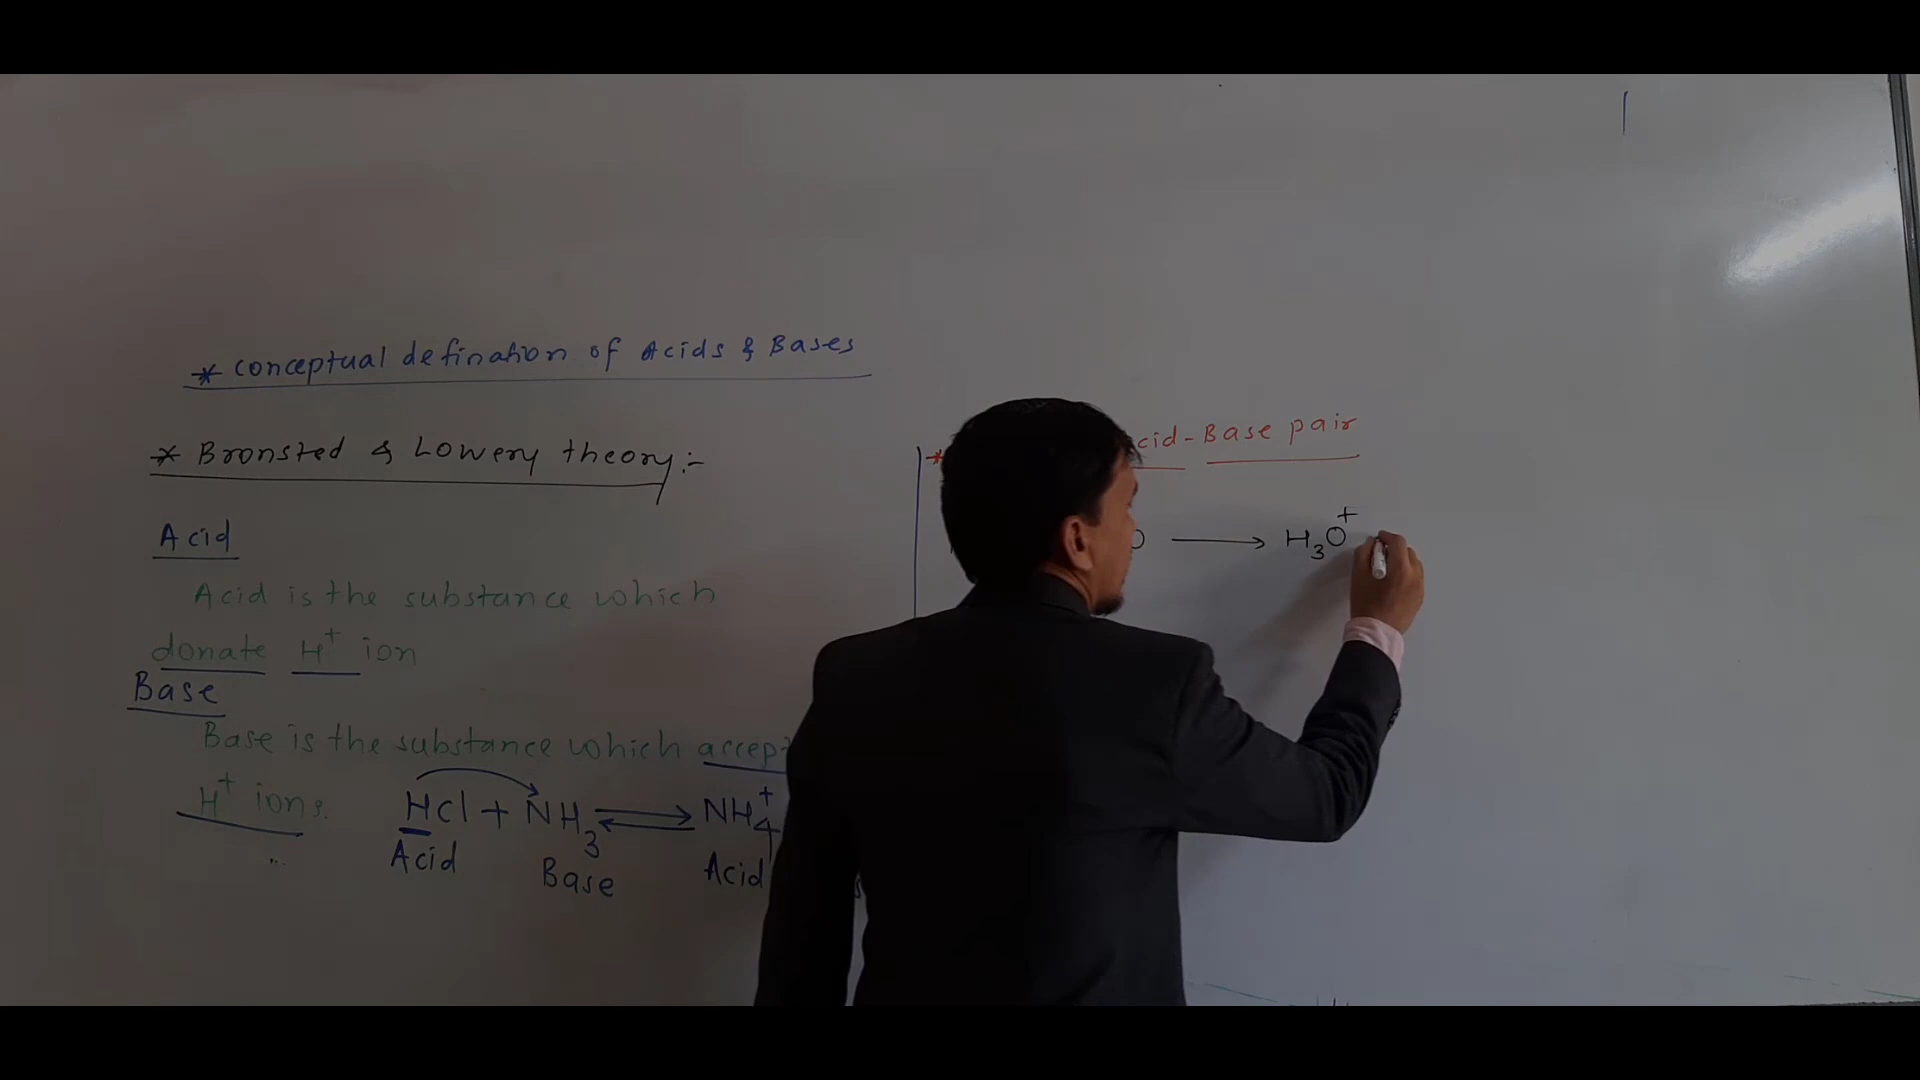 * conceptual defination of Acids & Bases
* Bronsted & Lowery theory:-
Acid
Acid is the substance which
donate H⁺ ion
Base
Base is the substance which accept
H⁺ ions.
HCl + NH₃ ⇌ NH₄⁺
Acid Base Acid
* cid-Base pair
O ⟶ H₃O⁺